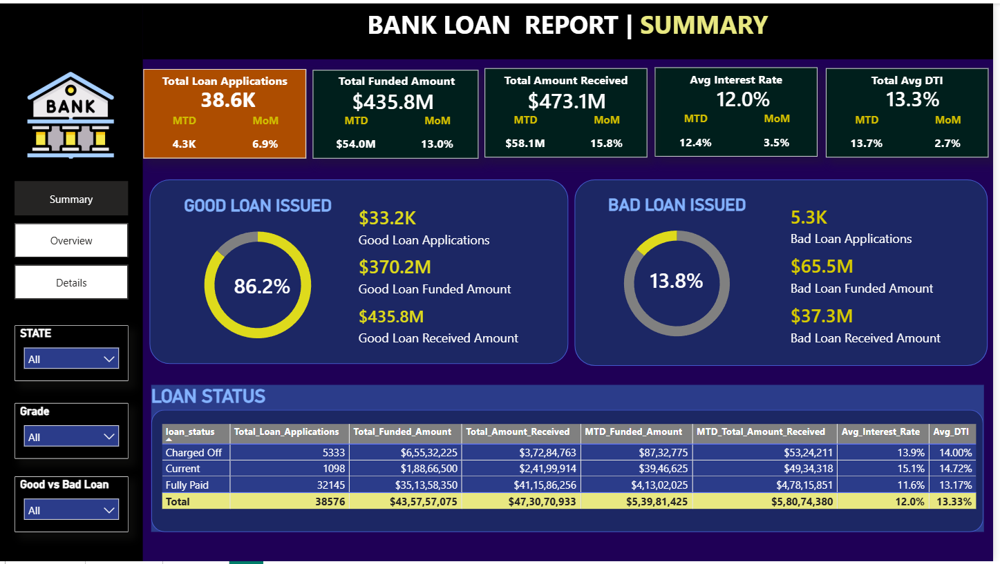 BANK LOAN REPORT | SUMMARY
BANK
Total Loan Applications
38.6K
MTD MoM
4.3K 6.9%
Total Funded Amount
$435.8M
MTD MoM
$54.0M 13.0%
Total Amount Received
$473.1M
MTD MoM
$58.1M 15.8%
Avg Interest Rate
12.0%
MTD MoM
12.4% 3.5%
Total Avg DTI
13.3%
MTD MoM
13.7% 2.7%
Summary
Overview
Details
STATE
All
Grade
All
Good vs Bad Loan
All
GOOD LOAN ISSUED
86.2%
$33.2K
Good Loan Applications
$370.2M
Good Loan Funded Amount
$435.8M
Good Loan Received Amount
BAD LOAN ISSUED
13.8%
5.3K
Bad Loan Applications
$65.5M
Bad Loan Funded Amount
$37.3M
Bad Loan Received Amount
LOAN STATUS
loan_status Total_Loan_Applications Total_Funded_Amount Total_Amount_Received MTD_Funded_Amount MTD_Total_Amount_Received Avg_Interest_Rate Avg_DTI
Charged Off 5333 $6,55,32,225 $3,72,84,763 $87,32,775 $53,24,211 13.9% 14.00%
Current 1098 $1,88,66,500 $2,41,99,914 $39,46,625 $49,34,318 15.1% 14.72%
Fully Paid 32145 $35,13,58,350 $41,15,86,256 $4,13,02,025 $4,78,15,851 11.6% 13.17%
Total 38576 $43,57,57,075 $47,30,70,933 $5,39,81,425 $5,80,74,380 12.0% 13.33%